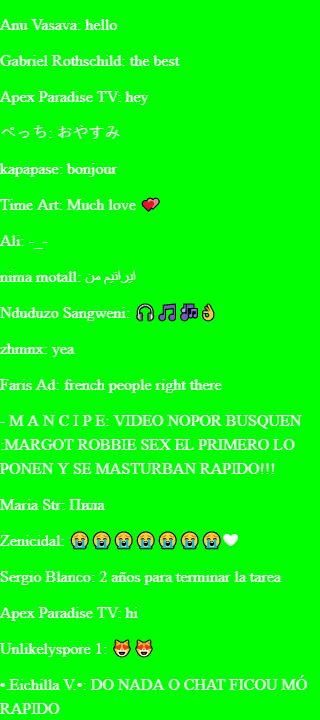 Anu Vasava: hello
Gabriel Rothschild: the best
Apex Paradise TV: hey
ぺっち: おやすみ
kapapase: bonjour
Time Art: Much love 💕
Ali: -_-
nima motall: ایرانیم من
Nduduzo Sangweni: 🎧🎵🎶👌
zhmnx: yea
Faris Ad: french people right there
- M A N C I P E: VIDEO NOPOR BUSQUEN
:MARGOT ROBBIE SEX EL PRIMERO LO
PONEN Y SE MASTURBAN RAPIDO!!!
Maria Str: Пила
Zenicidal: 😭😭😭😭😭😭😭🤍
Sergio Blanco: 2 años para terminar la tarea
Apex Paradise TV: hi
Unlikelyspore 1: 😻😻
•.Eichilla V.•: DO NADA O CHAT FICOU MÓ
RAPIDO